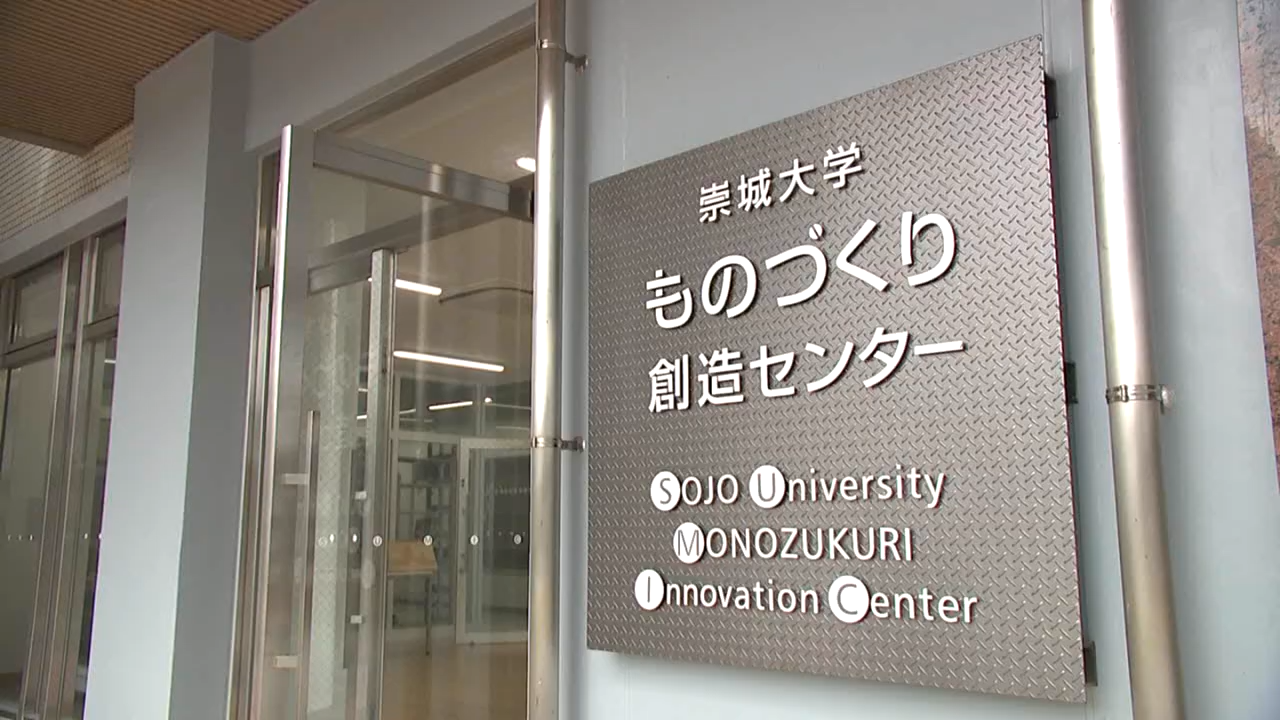 崇城大学
ものづくり
創造センター
SOJO University
MONOZUKURI
Innovation Center